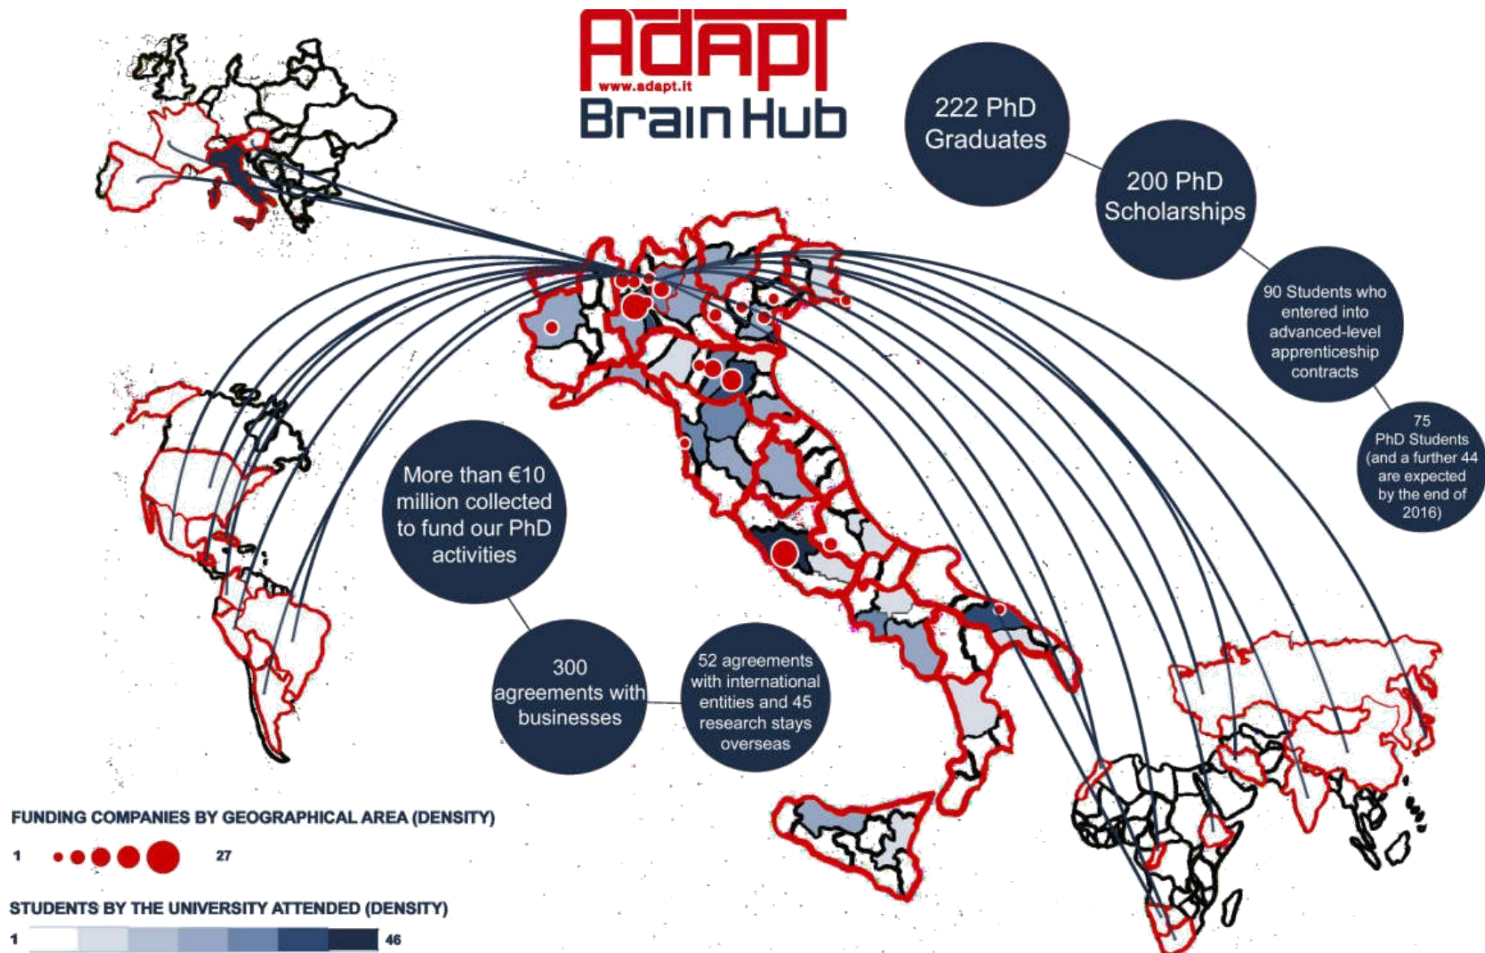 AdapT
www.adapt.it
Brain Hub
222 PhD
Graduates
200 PhD
Scholarships
90 Students who
entered into
advanced-level
apprenticeship
contracts
75
PhD Students
(and a further 44
are expected
by the end of
2016)
More than €10
million collected
to fund our PhD
activities
300
agreements with
businesses
52 agreements
with international
entities and 45
research stays
overseas
FUNDING COMPANIES BY GEOGRAPHICAL AREA (DENSITY)
1 27
STUDENTS BY THE UNIVERSITY ATTENDED (DENSITY)
1 46